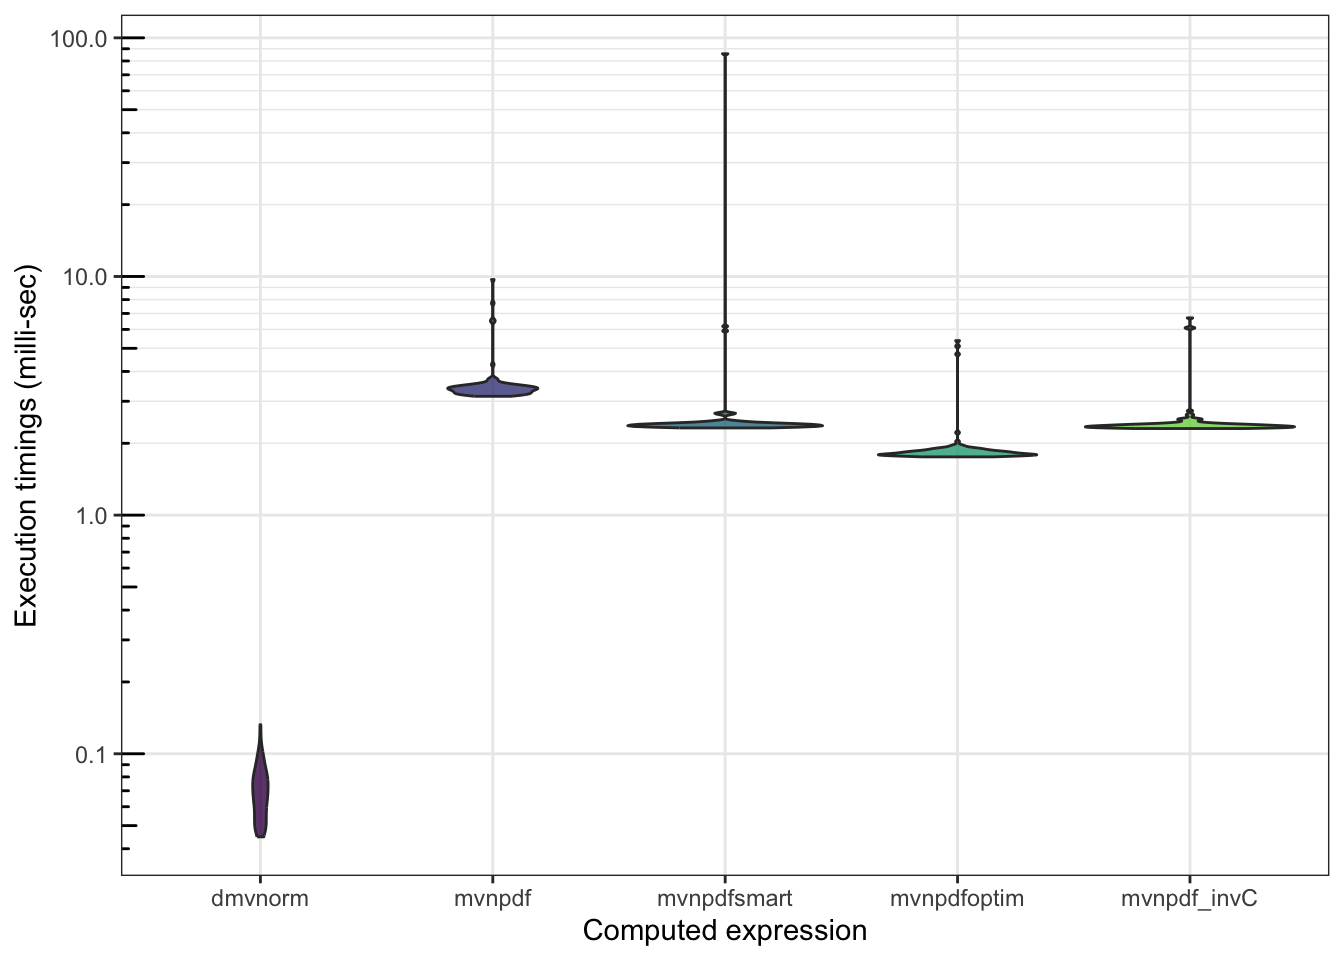 100.0
10.0
1.0
0.1
Execution timings (milli-sec)
dmvnorm mvnpdf mvnpdfsmart mvnpdfoptim mvnpdf_invC
Computed expression